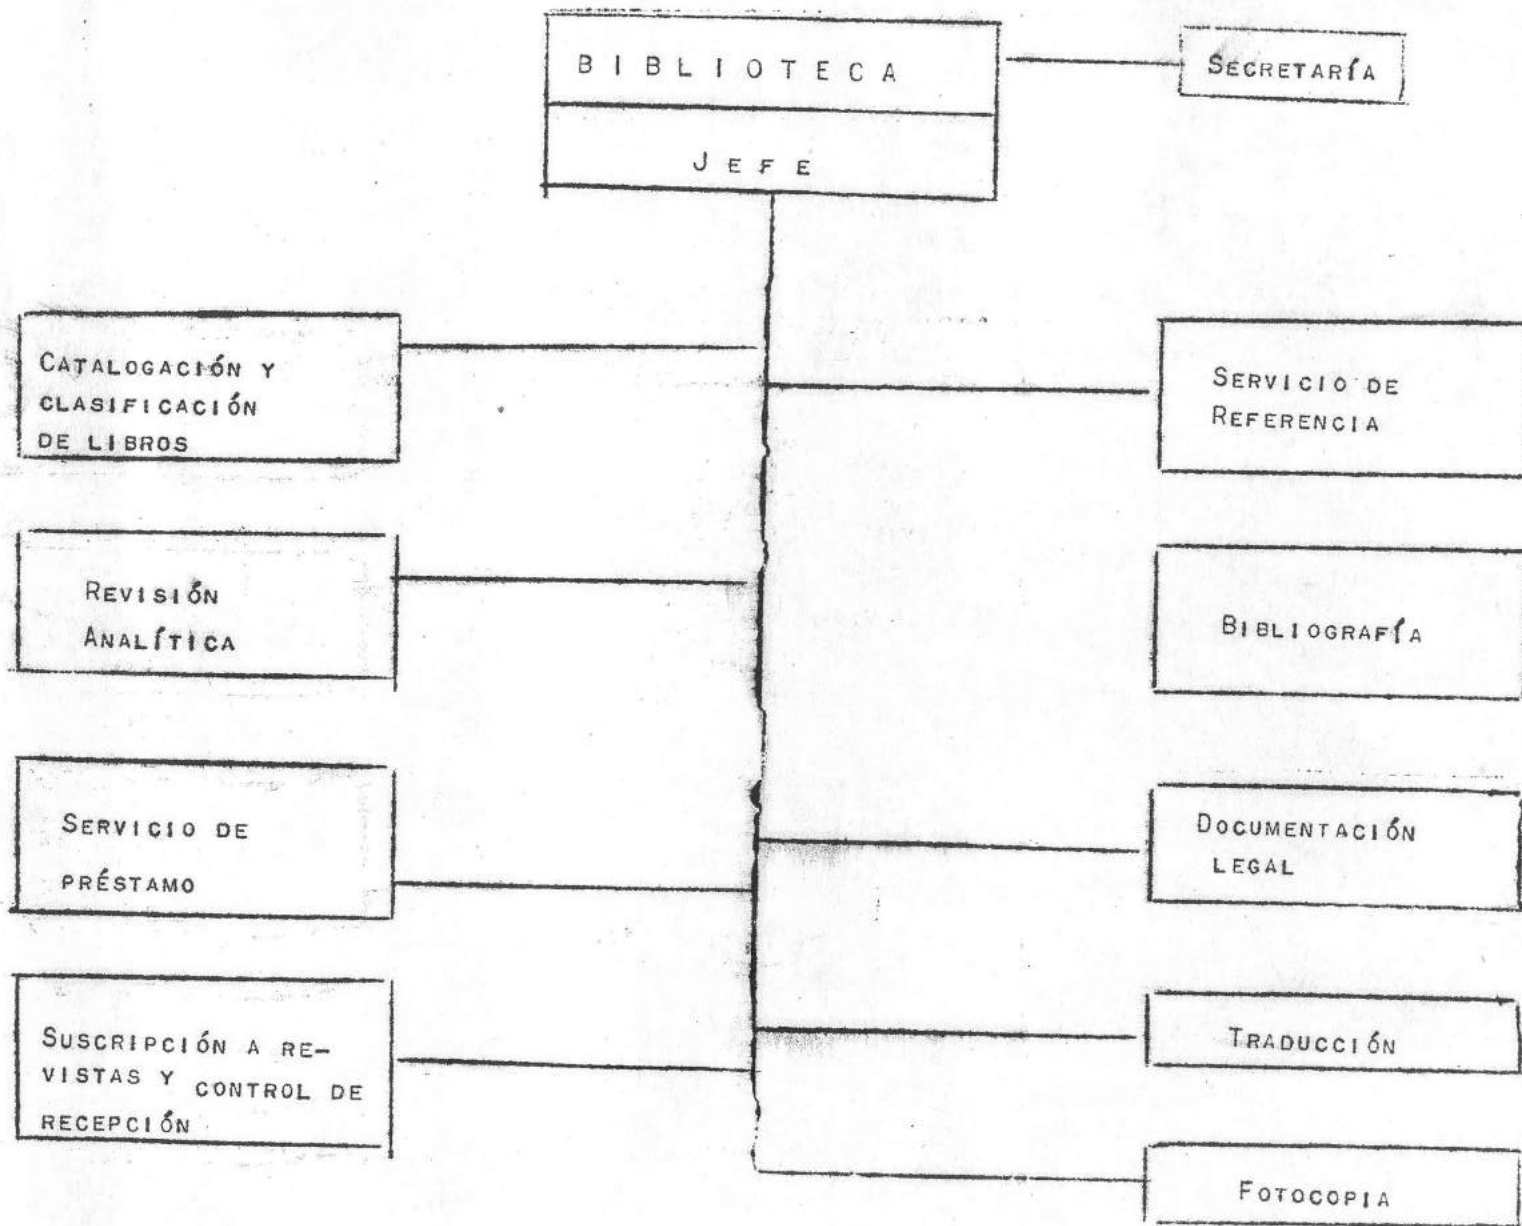 BIBLIOTECA
SECRETARÍA
JEFE
CATALOGACIÓN Y
CLASIFICACIÓN
DE LIBROS
SERVICIO DE
REFERENCIA
REVISIÓN
ANALÍTICA
BIBLIOGRAFÍA
SERVICIO DE
PRÉSTAMO
DOCUMENTACIÓN
LEGAL
SUSCRIPCIÓN A RE-
VISTAS Y CONTROL DE
RECEPCIÓN
TRADUCCIÓN
FOTOCOPIA